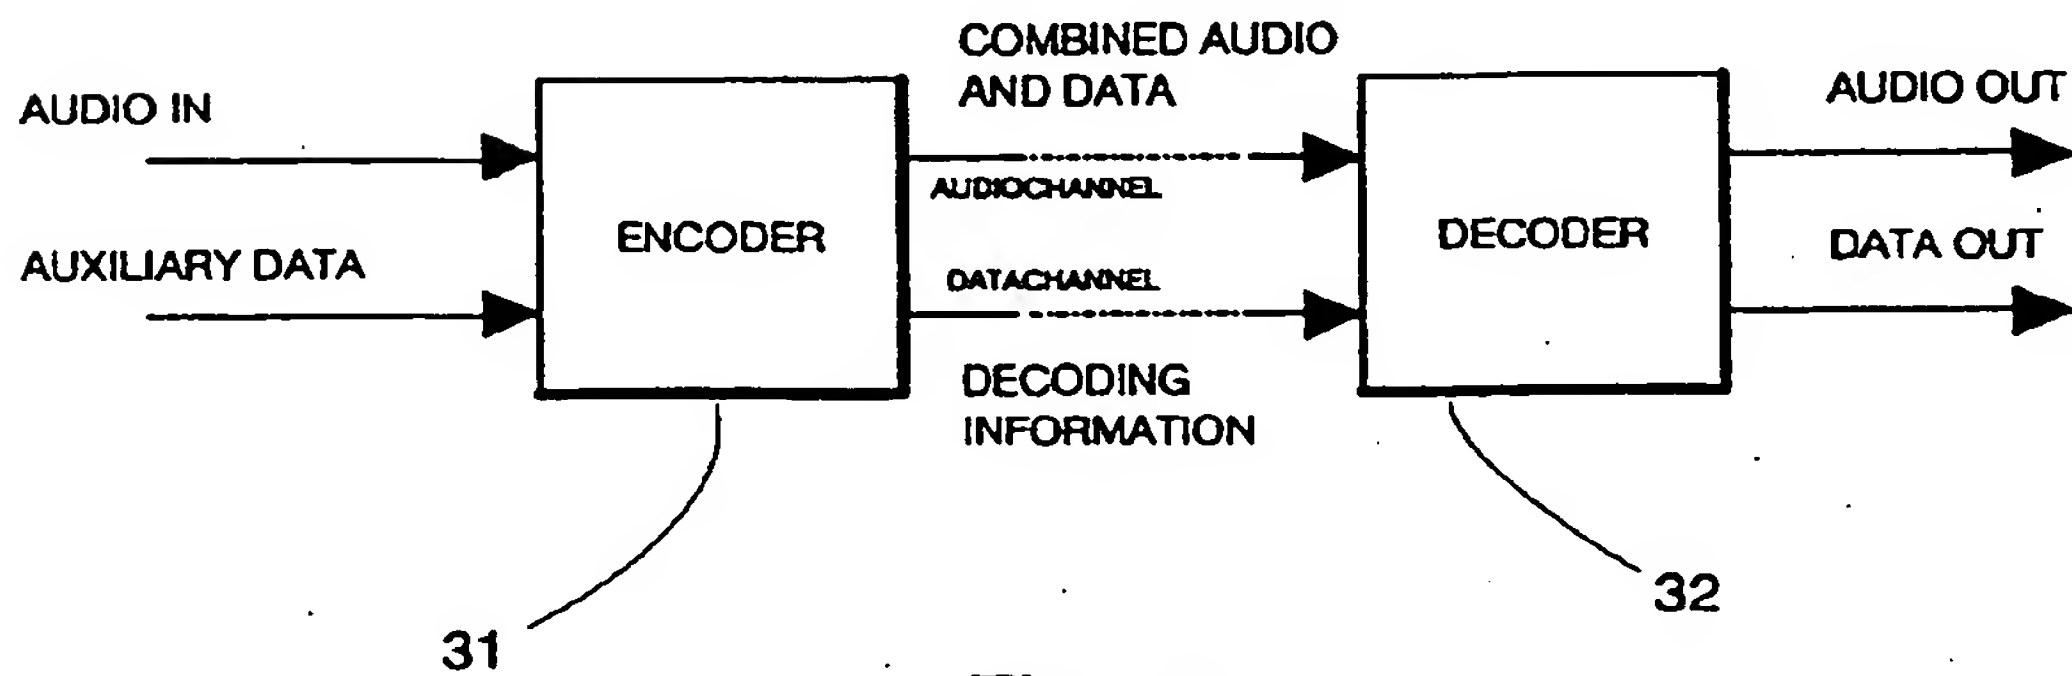 AUDIO IN
AUXILIARY DATA
ENCODER
COMBINED AUDIO
AND DATA
AUDIOCHANNEL
DATACHANNEL
DECODING
INFORMATION
DECODER
AUDIO OUT
DATA OUT
31
32